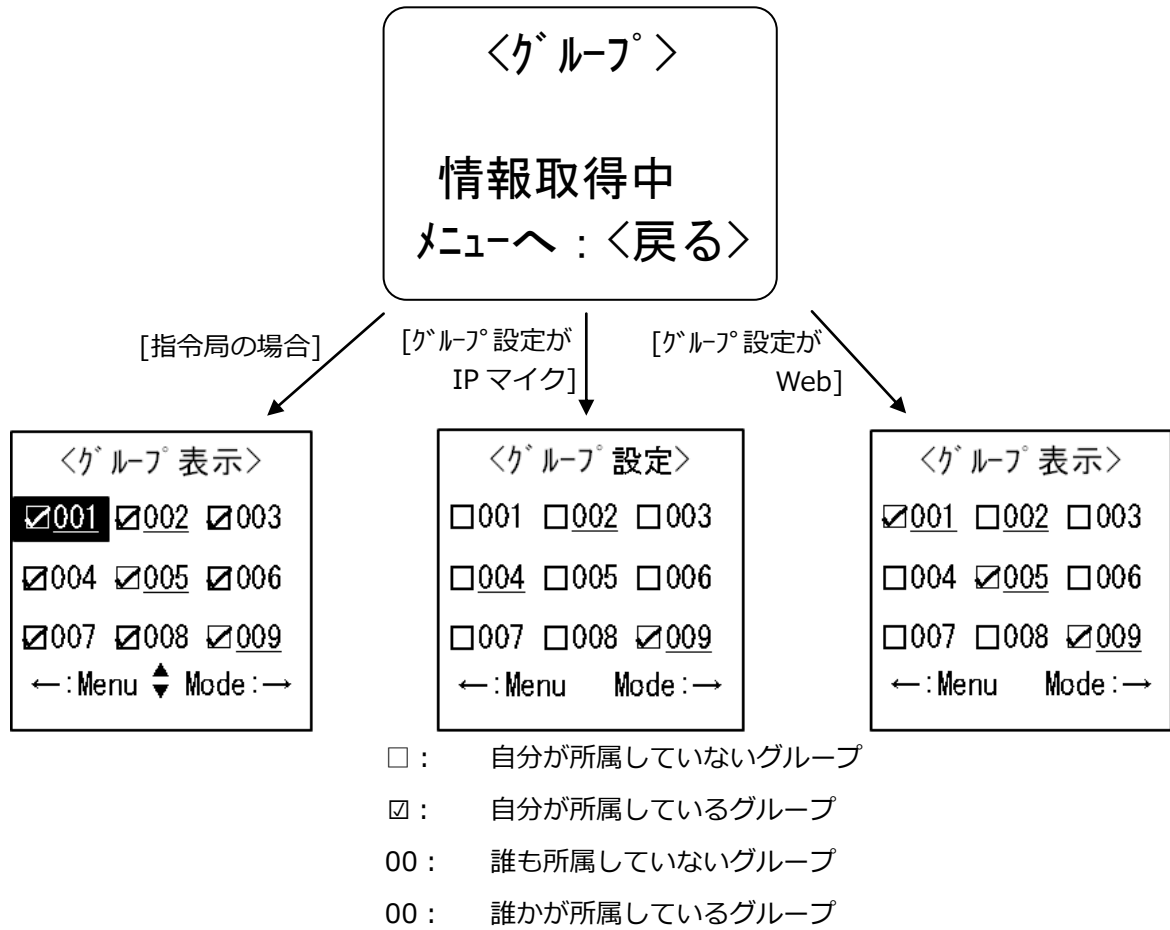 <グループ>
情報取得中
メニューへ：<戻る>
[指令局の場合]
[グループ設定が
IP マイク]
[グループ設定が
Web]
<グループ表示>
☑001 ☑002 ☑003
☑004 ☑005 ☑006
☑007 ☑008 ☑009
←:Menu ▲▼ Mode:→
<グループ設定>
□001 □002 □003
□004 □005 □006
□007 □008 ☑009
←:Menu Mode:→
<グループ表示>
☑001 □002 □003
□004 ☑005 □006
□007 □008 ☑009
←:Menu Mode:→
□： 自分が所属していないグループ
☑： 自分が所属しているグループ
00： 誰も所属していないグループ
00： 誰かが所属しているグループ